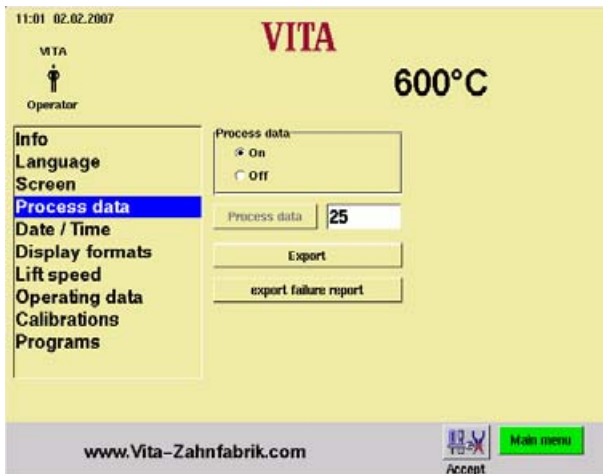 11:01 02.02.2007
VITA
VITA
600°C
Operator
Info
Language
Screen
Process data
Date / Time
Display formats
Lift speed
Operating data
Calibrations
Programs
Process data
On
Off
Process data 25
Export
export failure report
www.Vita-Zahnfabrik.com
Accept
Main menu